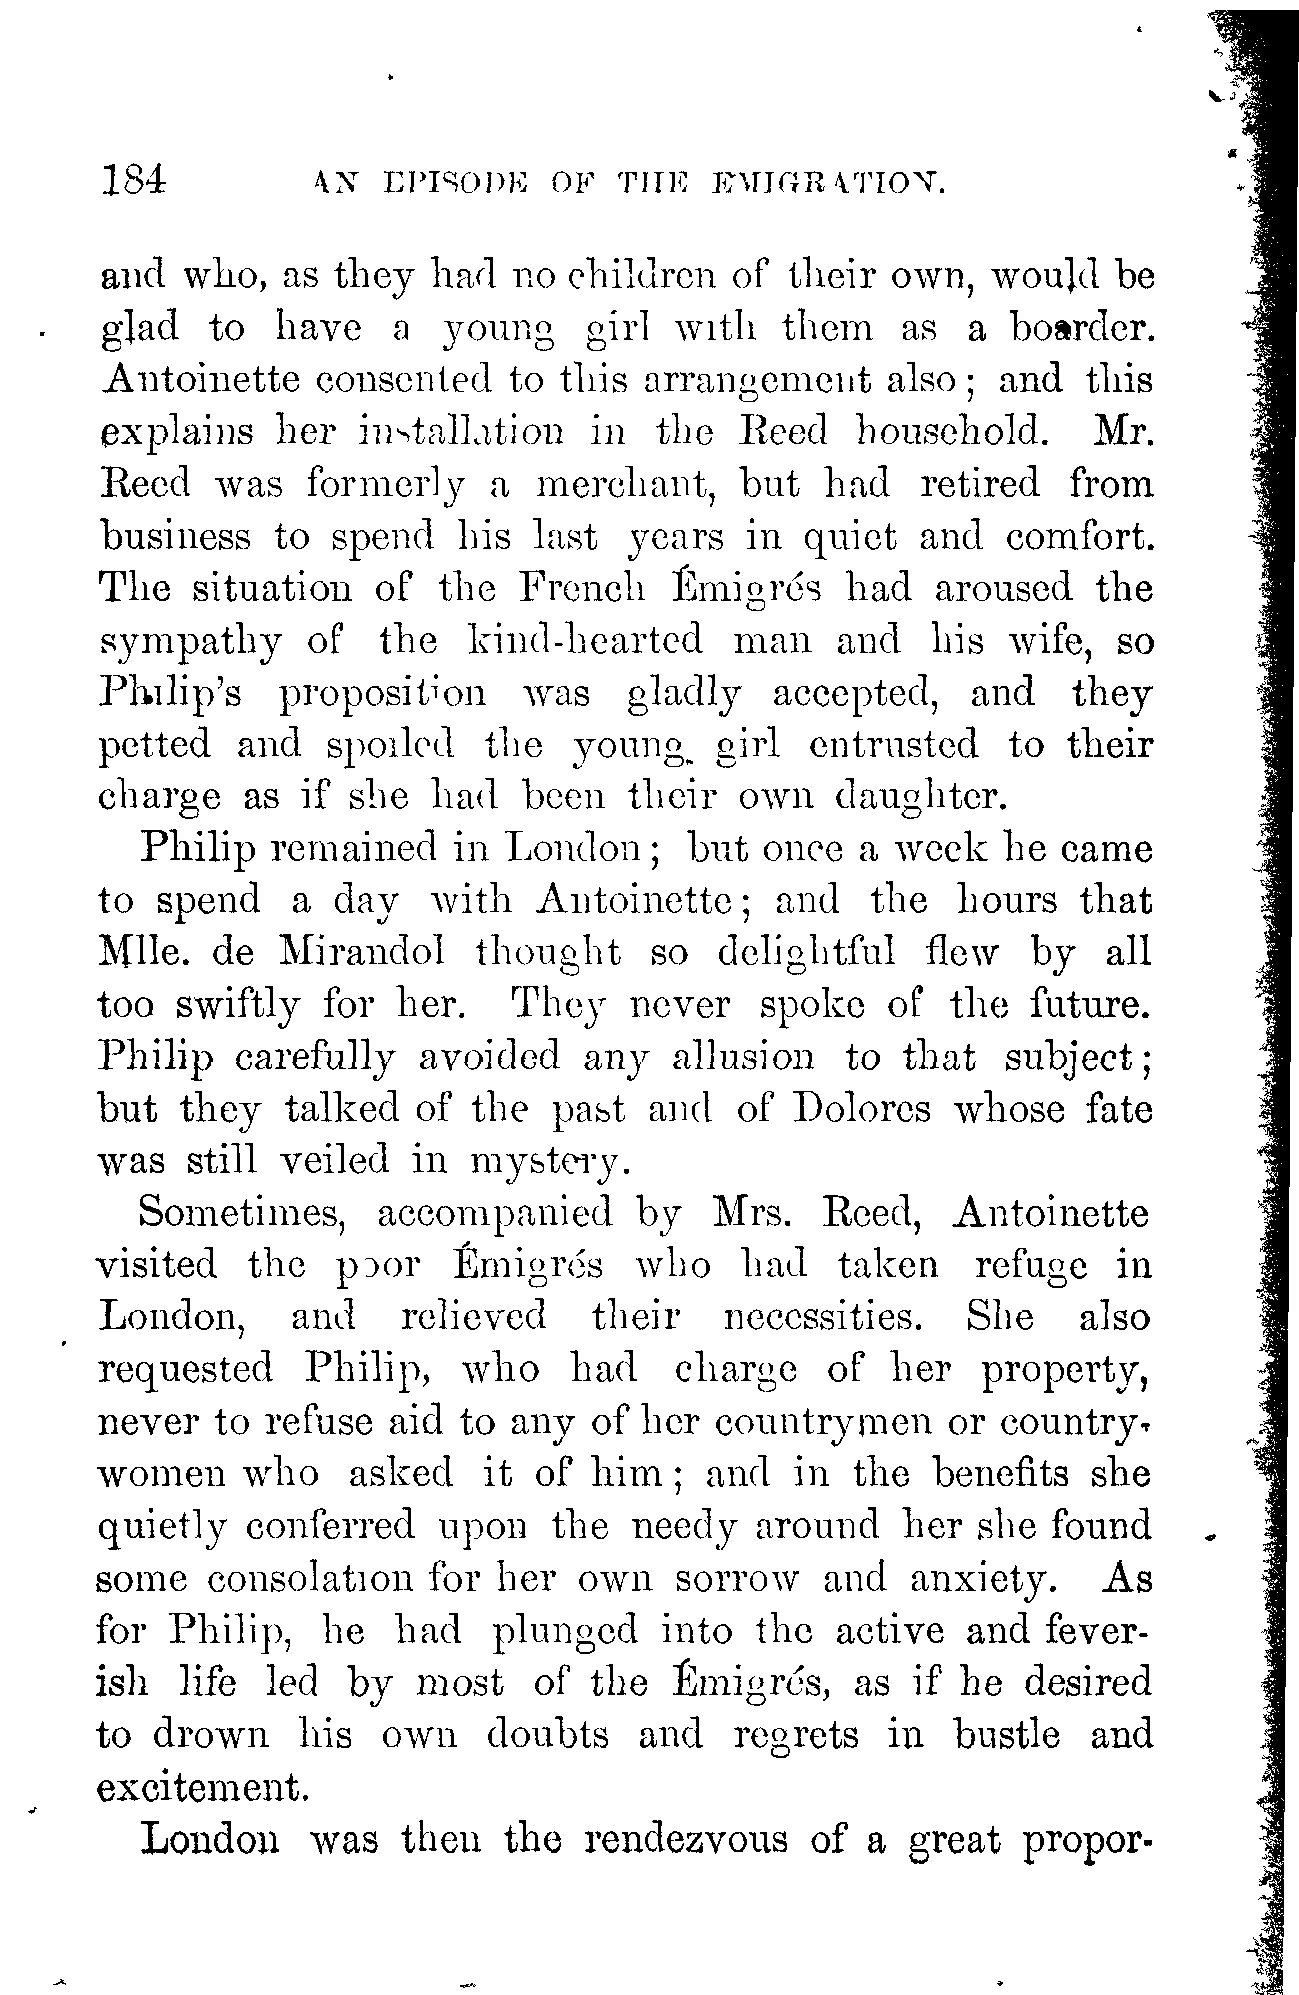 184 AN EPISODE OF THE EMIGRATION.
and who, as they had no children of their own, would be
glad to have a young girl with them as a boarder.
Antoinette consented to this arrangement also; and this
explains her installation in the Reed household. Mr.
Reed was formerly a merchant, but had retired from
business to spend his last years in quiet and comfort.
The situation of the French Émigrés had aroused the
sympathy of the kind-hearted man and his wife, so
Philip's proposition was gladly accepted, and they
petted and spoiled the young girl entrusted to their
charge as if she had been their own daughter.
Philip remained in London; but once a week he came
to spend a day with Antoinette; and the hours that
Mlle. de Mirandol thought so delightful flew by all
too swiftly for her. They never spoke of the future.
Philip carefully avoided any allusion to that subject;
but they talked of the past and of Dolores whose fate
was still veiled in mystery.
Sometimes, accompanied by Mrs. Reed, Antoinette
visited the poor Émigrés who had taken refuge in
London, and relieved their necessities. She also
requested Philip, who had charge of her property,
never to refuse aid to any of her countrymen or country-
women who asked it of him; and in the benefits she
quietly conferred upon the needy around her she found
some consolation for her own sorrow and anxiety. As
for Philip, he had plunged into the active and fever-
ish life led by most of the Émigrés, as if he desired
to drown his own doubts and regrets in bustle and
excitement.
London was then the rendezvous of a great propor-